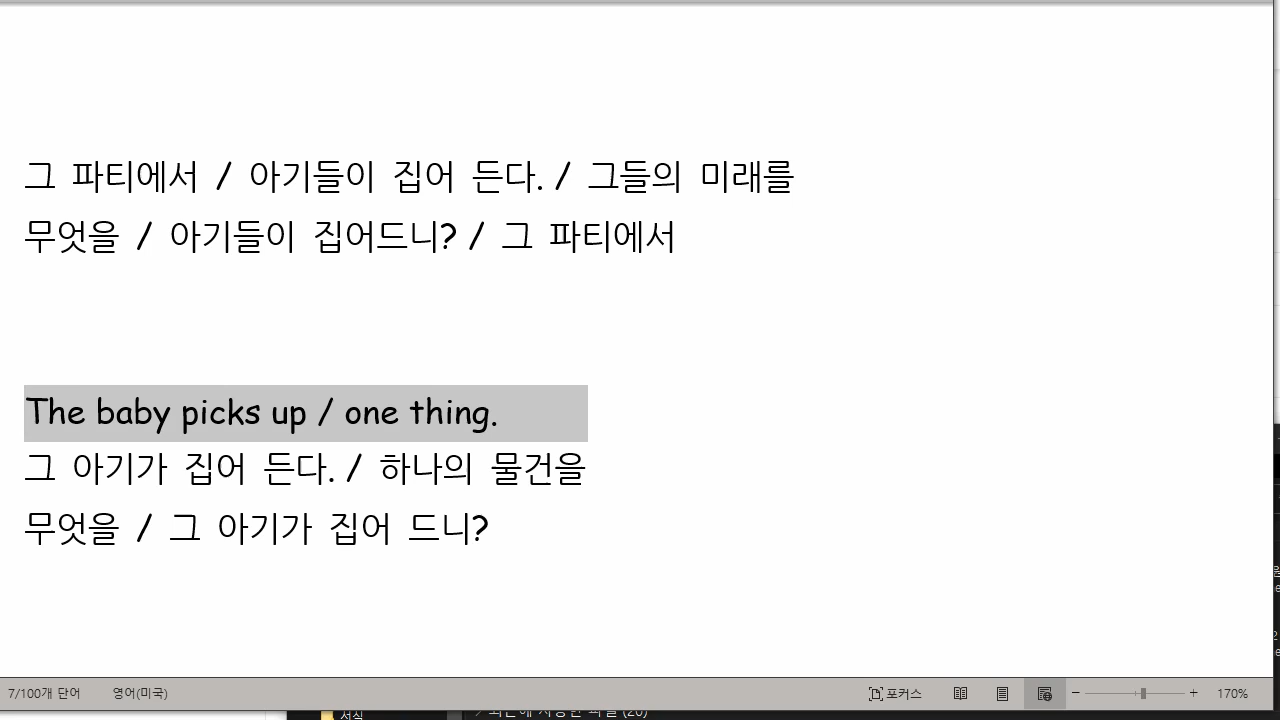 그 파티에서 / 아기들이 집어 든다. / 그들의 미래를
무엇을 / 아기들이 집어드니? / 그 파티에서
The baby picks up / one thing.
그 아기가 집어 든다. / 하나의 물건을
무엇을 / 그 아기가 집어 드니?
7/100개 단어 영어(미국) 포커스 170%
서식